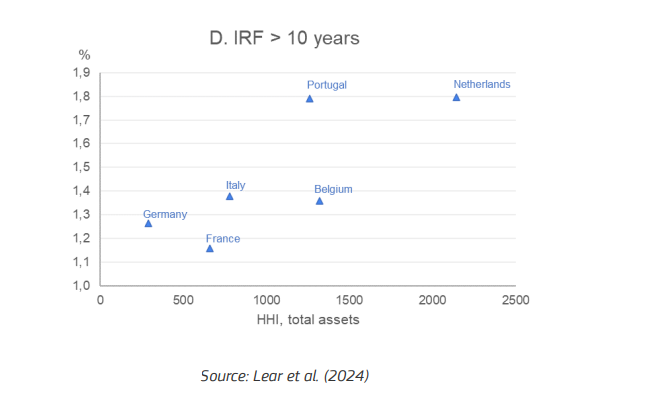 D. IRF > 10 years
%
1,9
Portugal
Netherlands
1,8
1,7
1,6
1,5
Italy
Belgium
1,4
Germany
1,3
France
1,2
1,1
1,0
0 500 1000 1500 2000 2500
HHI, total assets
Source: Lear et al. (2024)